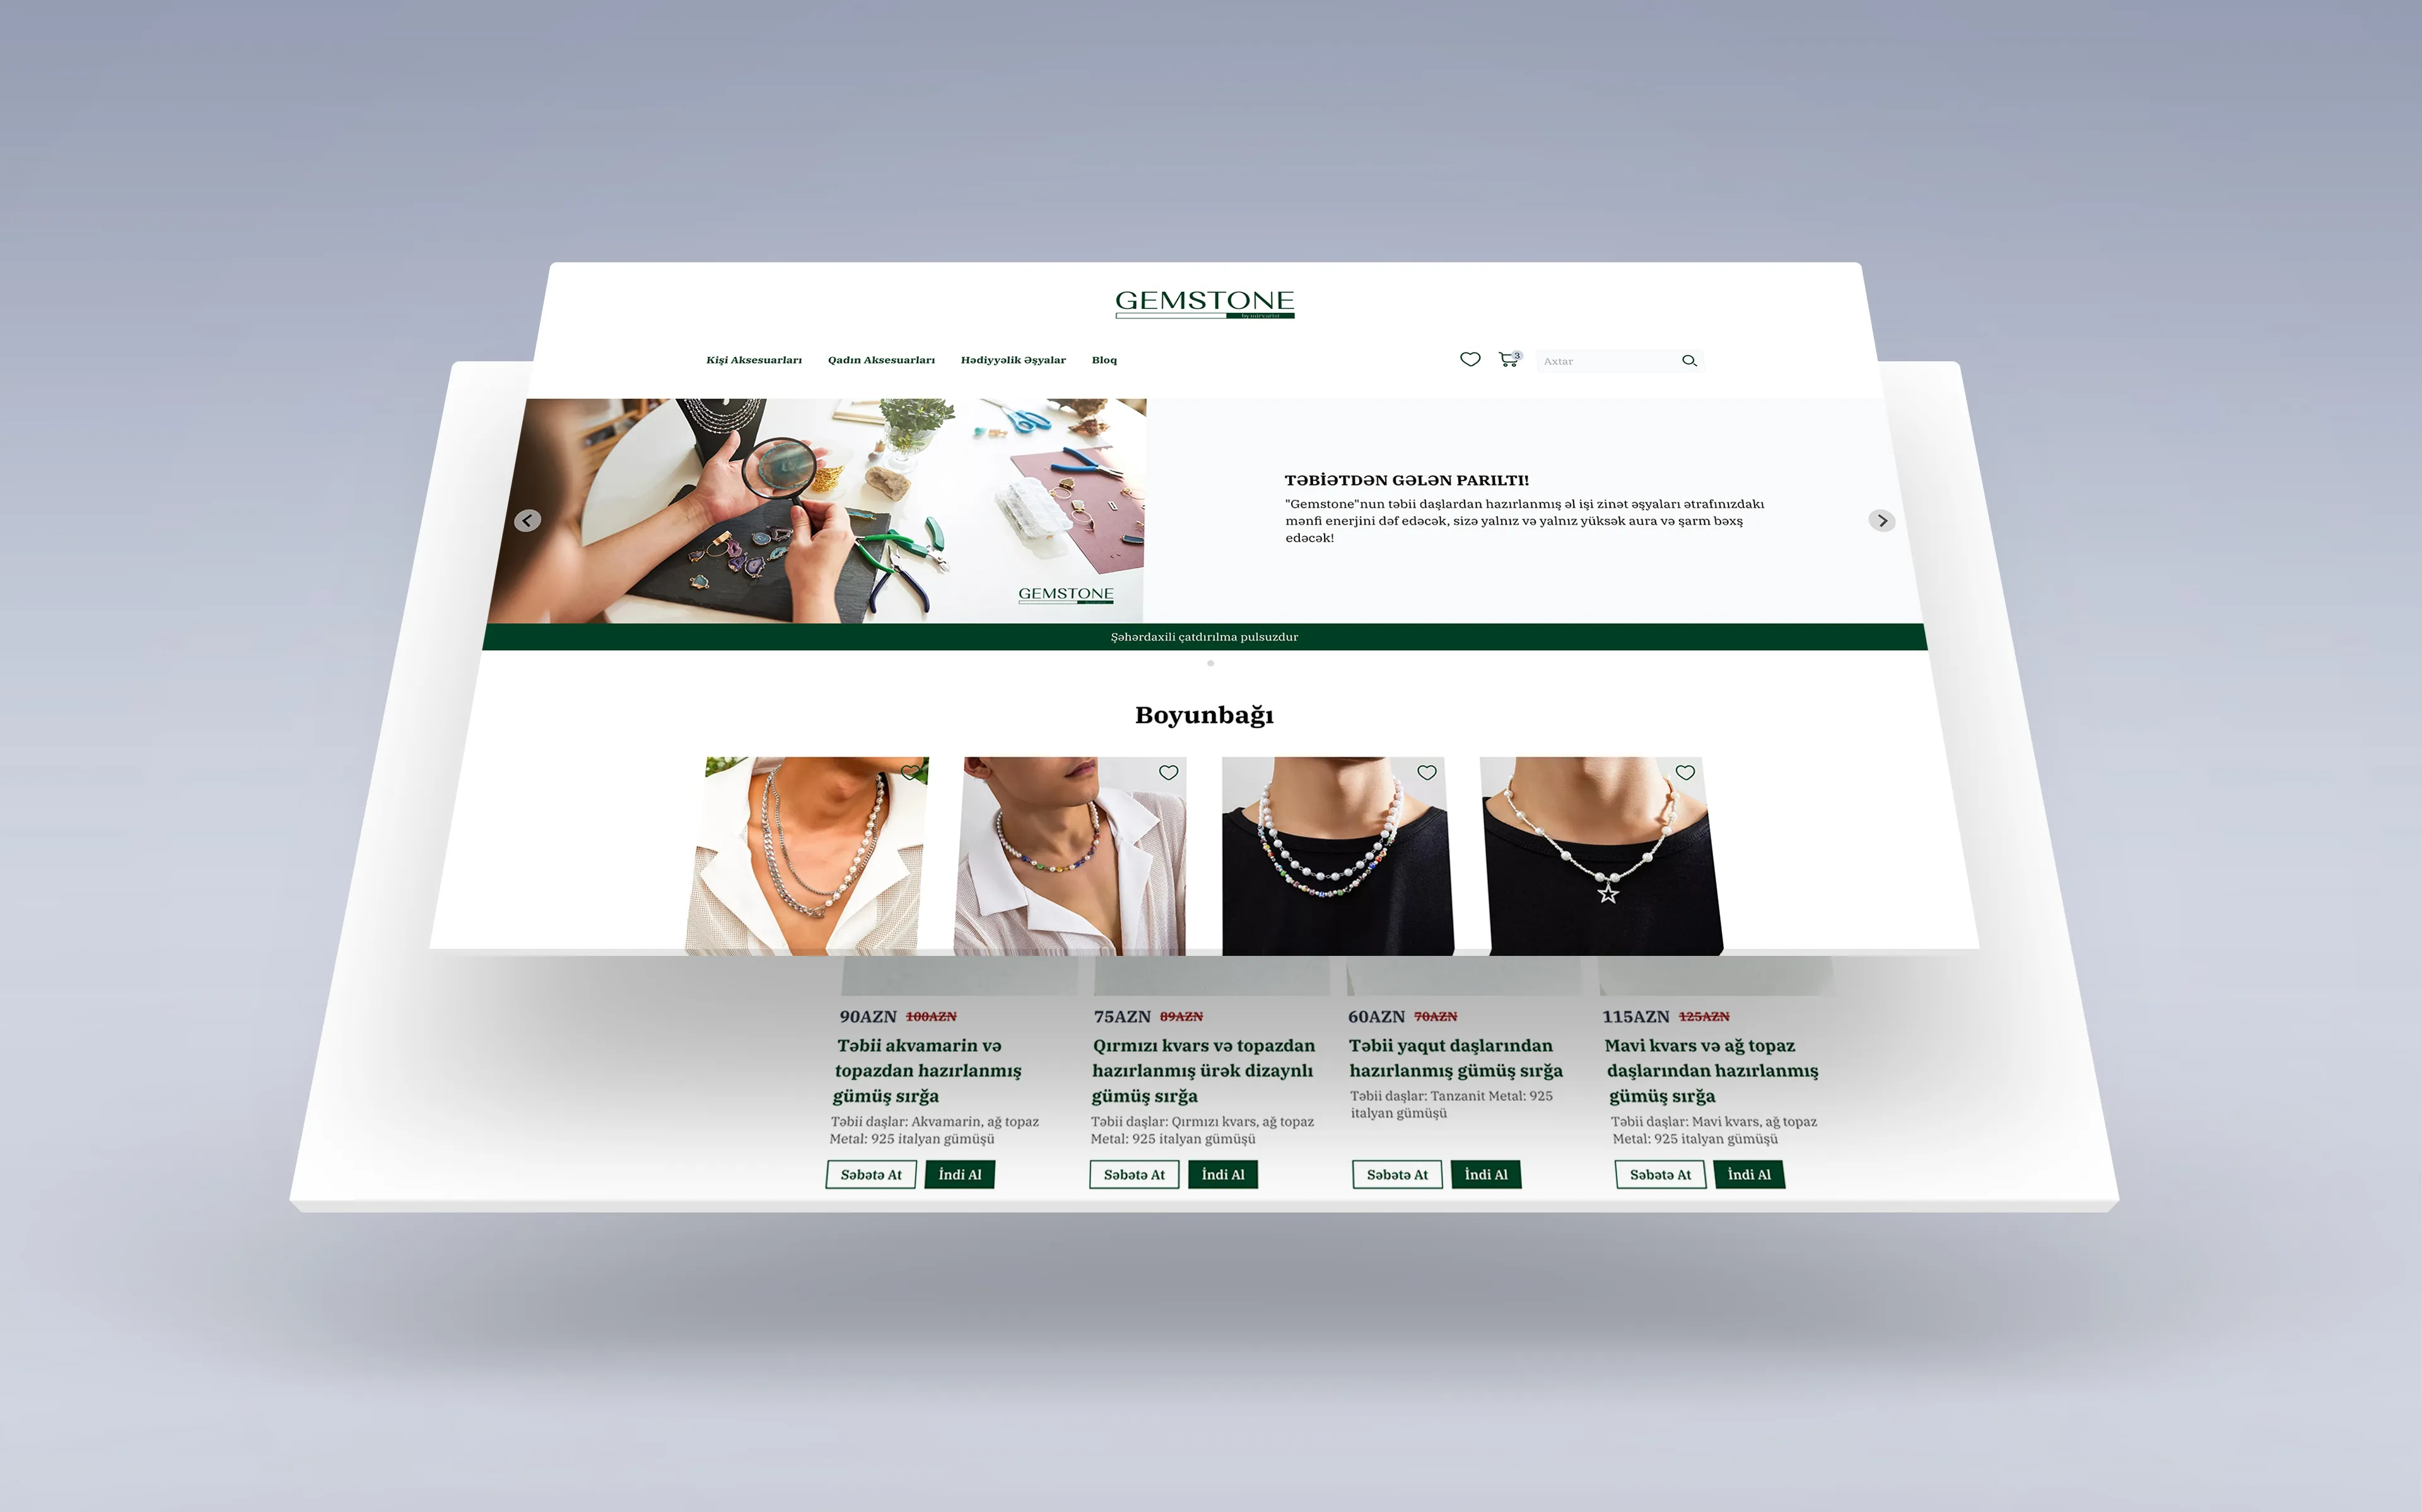 GEMSTONE
Kişi Aksesuarları Qadın Aksesuarları Hədiyyəlik Əşyalar Bloq
3
Axtar
TƏBİƏTDƏN GƏLƏN PARILTI!
"Gemstone"nun təbii daşlardan hazırlanmış əl işi zinət əşyaları ətrafınızdakı
mənfi enerjini dəf edəcək, sizə yalnız və yalnız yüksək aura və şarm bəxş
edəcək!
GEMSTONE
Şəhərdaxili çatdırılma pulsuzdur
Boyunbağı
90AZN 100AZN
Təbii akvamarin və
topazdan hazırlanmış
gümüş sırğa
Təbii daşlar: Akvamarin, ağ topaz
Metal: 925 italyan gümüşü
Səbətə At İndi Al
75AZN 89AZN
Qırmızı kvars və topazdan
hazırlanmış ürək dizaynlı
gümüş sırğa
Təbii daşlar: Qırmızı kvars, ağ topaz
Metal: 925 italyan gümüşü
Səbətə At İndi Al
60AZN 70AZN
Təbii yaqut daşlarından
hazırlanmış gümüş sırğa
Təbii daşlar: Tanzanit Metal: 925
italyan gümüşü
Səbətə At İndi Al
115AZN 125AZN
Mavi kvars və ağ topaz
daşlarından hazırlanmış
gümüş sırğa
Təbii daşlar: Mavi kvars, ağ topaz
Metal: 925 italyan gümüşü
Səbətə At İndi Al